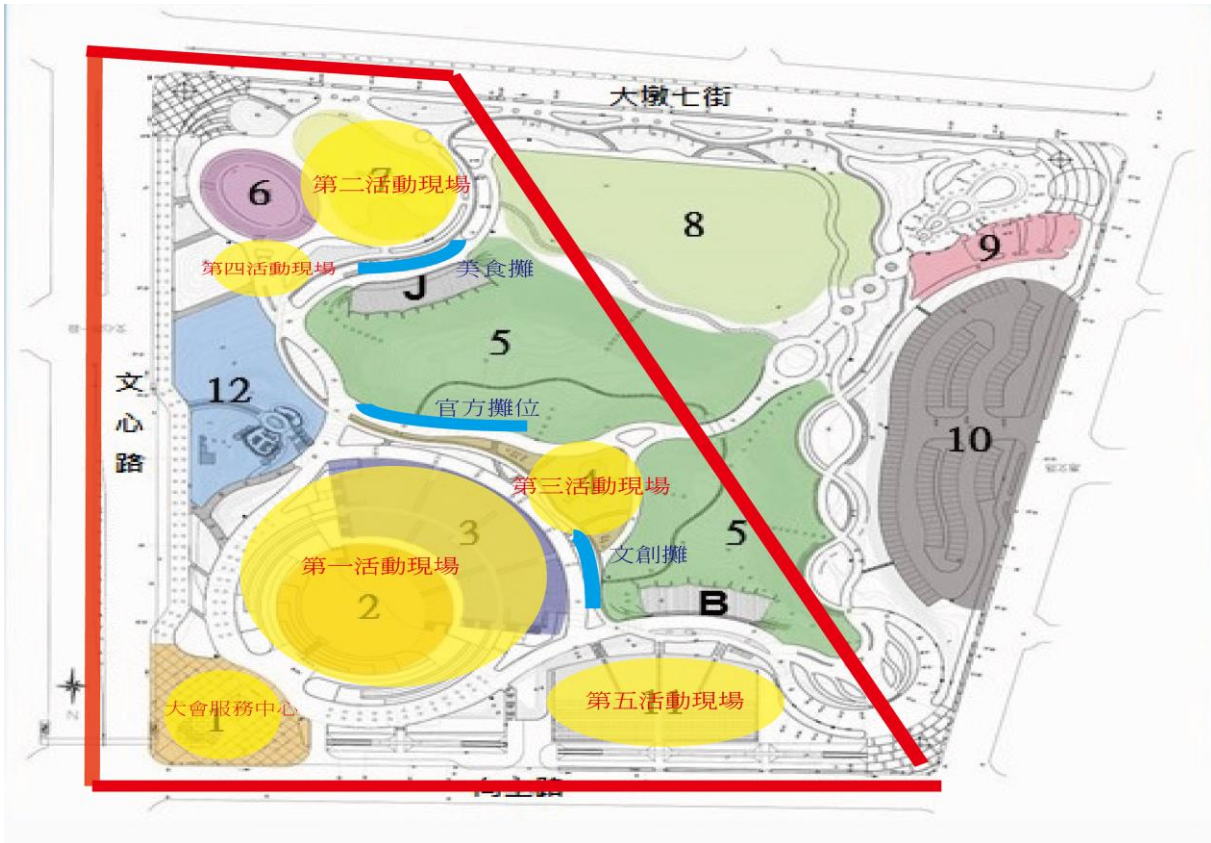 大墩七街
6
第二活動現場
7
8
9
第四活動現場
美食攤
J
5
文心路
12
官方攤位
10
4
第三活動現場
3
5
文創攤
第一活動現場
2
B
大會服務中心
1
第五活動現場
11
向上路